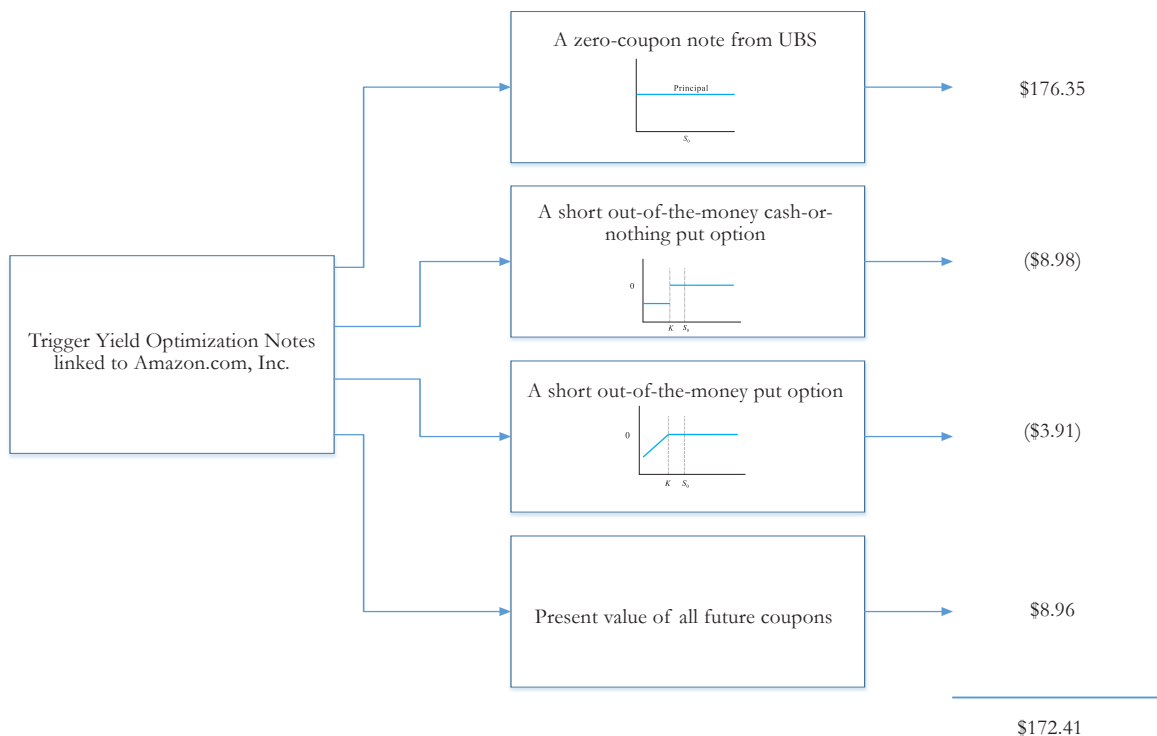 Trigger Yield Optimization Notes
linked to Amazon.com, Inc.
A zero-coupon note from UBS
Principal
S₀
$176.35
A short out-of-the-money cash-or-
nothing put option
0
K S₀
($8.98)
A short out-of-the-money put option
0
K S₀
($3.91)
Present value of all future coupons
$8.96
$172.41